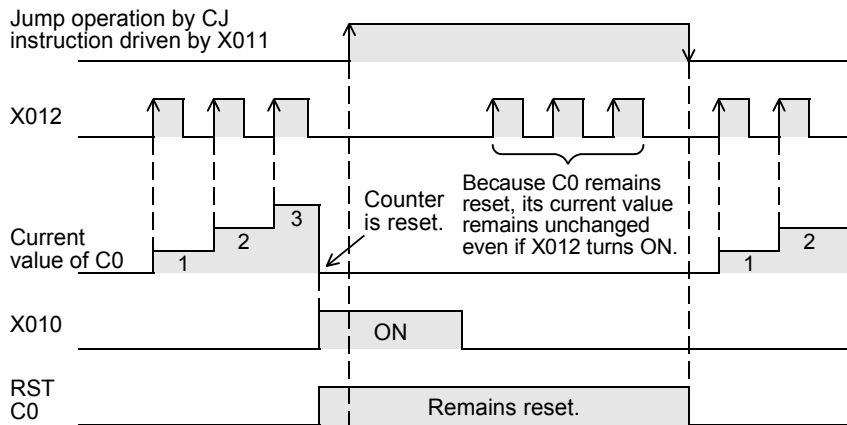 Jump operation by CJ
instruction driven by X011
X012
Current
value of C0
1
2
3
Counter
is reset.
Because C0 remains
reset, its current value
remains unchanged
even if X012 turns ON.
1
2
X010
ON
RST
C0
Remains reset.